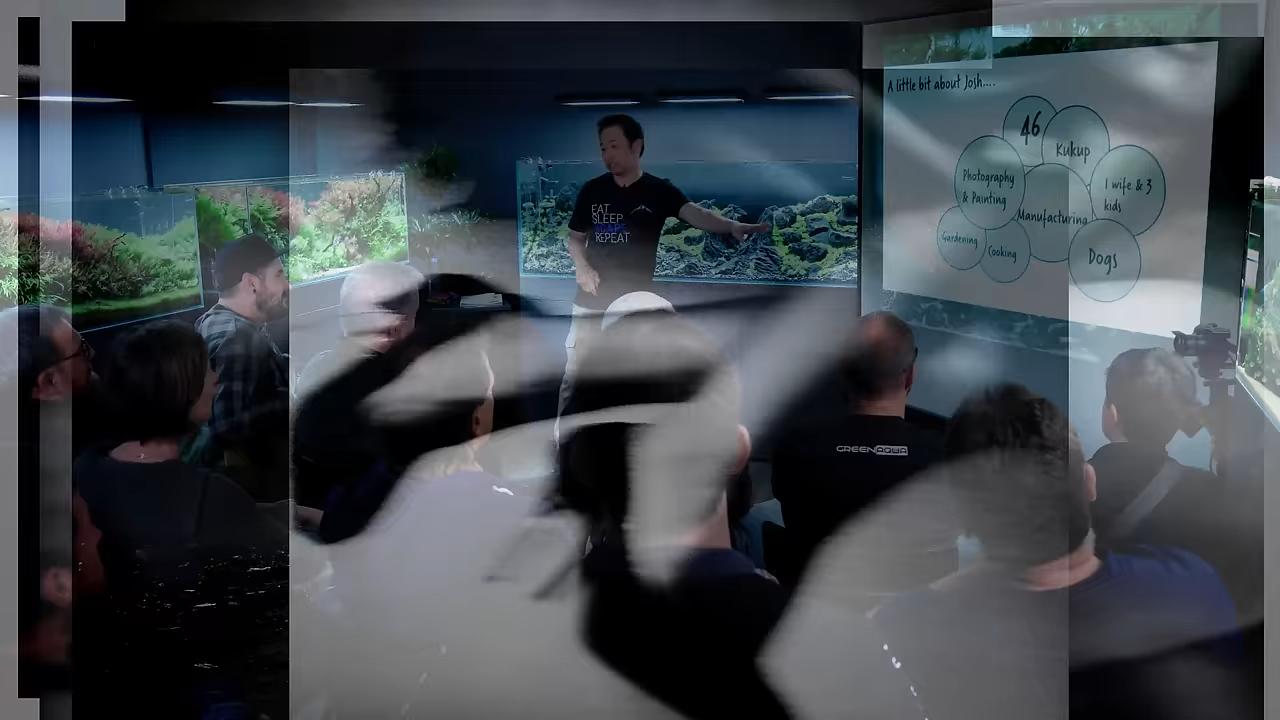 A little bit about Josh....
46
Kukup
Photography
& Painting
1 wife & 3
kids
Manufacturing
Gardening
Cooking
Dogs
EAT
SLEEP
REPEAT
GREENAQUA